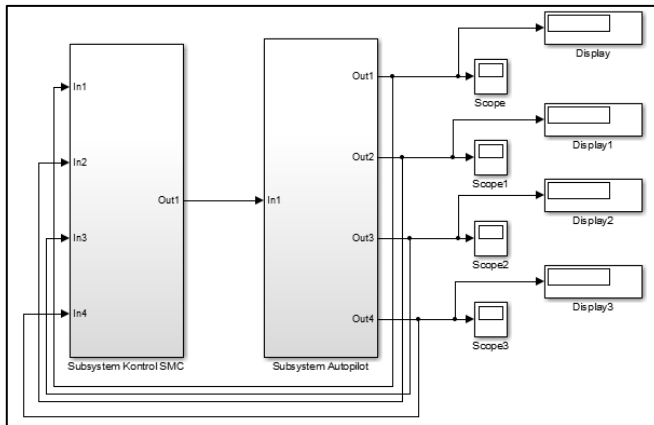 In1
In2
In3
In4
Out1
Subsystem Kontrol SMC
In1
Out1
Out2
Out3
Out4
Subsystem Autopilot
Display
Scope
Display1
Scope1
Display2
Scope2
Display3
Scope3